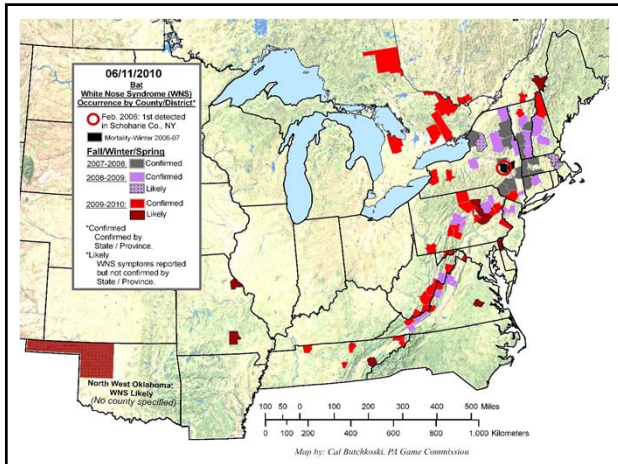 06/11/2010
Bat
White Nose Syndrome (WNS)
Occurrence by County/District*
Feb. 2006: 1st detected
in Schoharie Co., NY
Mortality-Winter 2006-07
Fall/Winter/Spring
2007-2008: Confirmed
2008-2009: Confirmed
Likely
2009-2010: Confirmed
Likely
*Confirmed
Confirmed by
State / Province.
*Likely
WNS symptoms reported
but not confirmed by
State / Province.
North West Oklahoma:
WNS Likely
(No county specified)
100 50 0 100 200 300 400 500 Miles
100 0 200 400 600 800 1,000 Kilometers
Map by: Cal Butchkoski, PA Game Commission